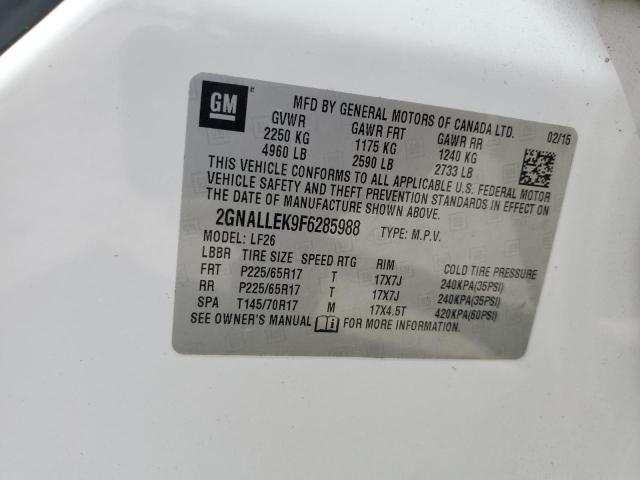 GM
MFD BY GENERAL MOTORS OF CANADA LTD. 02/15
GVWR GAWR FRT GAWR RR
2250 KG 1175 KG 1240 KG
4960 LB 2590 LB 2733 LB
THIS VEHICLE CONFORMS TO ALL APPLICABLE U.S. FEDERAL MOTOR
VEHICLE SAFETY AND THEFT PREVENTION STANDARDS IN EFFECT ON
THE DATE OF MANUFACTURE SHOWN ABOVE.
2GNALLEK9F6285988 TYPE: M.P.V.
MODEL: LF26
LBBR TIRE SIZE SPEED RTG RIM COLD TIRE PRESSURE
FRT P225/65R17 T 17X7J 240KPA(35PSI)
RR P225/65R17 T 17X7J 240KPA(35PSI)
SPA T145/70R17 M 17X4.5T 420KPA(60PSI)
SEE OWNER'S MANUAL FOR MORE INFORMATION.